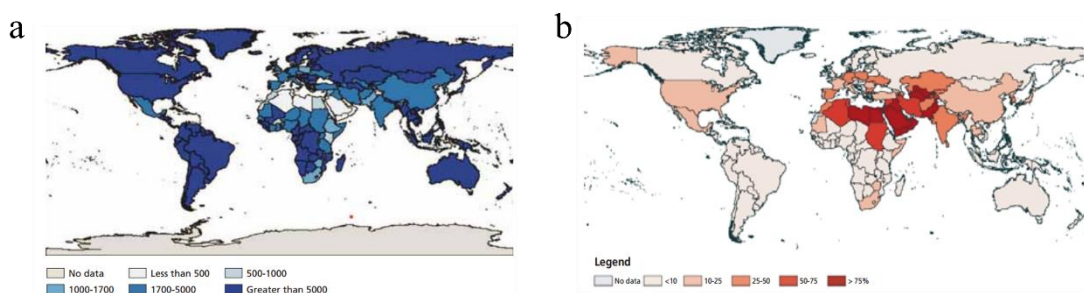 a
b
No data Less than 500 500-1000
1000-1700 1700-5000 Greater than 5000
Legend
No data <10 10-25 25-50 50-75 > 75%